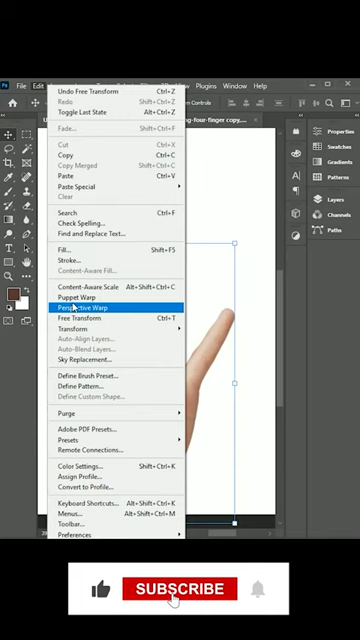 Ps File Edit Plugins View Window Help
n Controls
Undo Free Transform Ctrl+Z
Redo Shift+Ctrl+Z
Toggle Last State Alt+Ctrl+Z
Fade... Shift+Ctrl+F
Cut Ctrl+X
Copy Ctrl+C
Copy Merged Shift+Ctrl+C
Paste Ctrl+V
Paste Special
Clear
Search Ctrl+F
Check Spelling...
Find and Replace Text...
Fill... Shift+F5
Stroke...
Content-Aware Fill...
Content-Aware Scale Alt+Shift+Ctrl+C
Puppet Warp
Perspective Warp
Free Transform Ctrl+T
Transform
Auto-Align Layers...
Auto-Blend Layers...
Sky Replacement...
Define Brush Preset...
Define Pattern...
Define Custom Shape...
Purge
Adobe PDF Presets...
Presets
Remote Connections...
Color Settings... Shift+Ctrl+K
Assign Profile...
Convert to Profile...
Keyboard Shortcuts... Alt+Shift+Ctrl+K
Menus... Alt+Shift+Ctrl+M
Toolbar...
Preferences
ng-four-finger copy,
Properties
Swatches
Gradients
Patterns
Layers
Channels
Paths
SUBSCRIBE